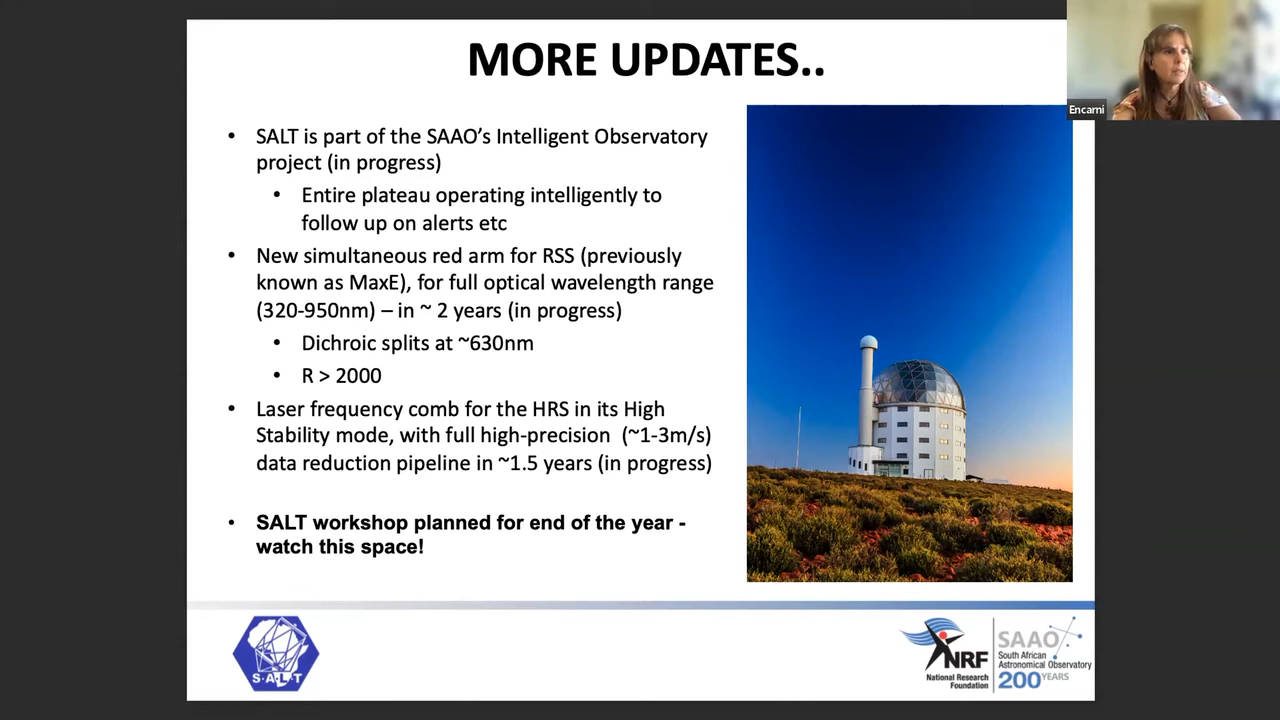 MORE UPDATES..
Encarni
• SALT is part of the SAAO's Intelligent Observatory
project (in progress)
• Entire plateau operating intelligently to
follow up on alerts etc
• New simultaneous red arm for RSS (previously
known as MaxE), for full optical wavelength range
(320-950nm) – in ~ 2 years (in progress)
• Dichroic splits at ~630nm
• R > 2000
• Laser frequency comb for the HRS in its High
Stability mode, with full high-precision (~1-3m/s)
data reduction pipeline in ~1.5 years (in progress)
• SALT workshop planned for end of the year -
watch this space!
S·A·L·T
NRF
National Research
Foundation
SAAO
South African
Astronomical Observatory
200 YEARS